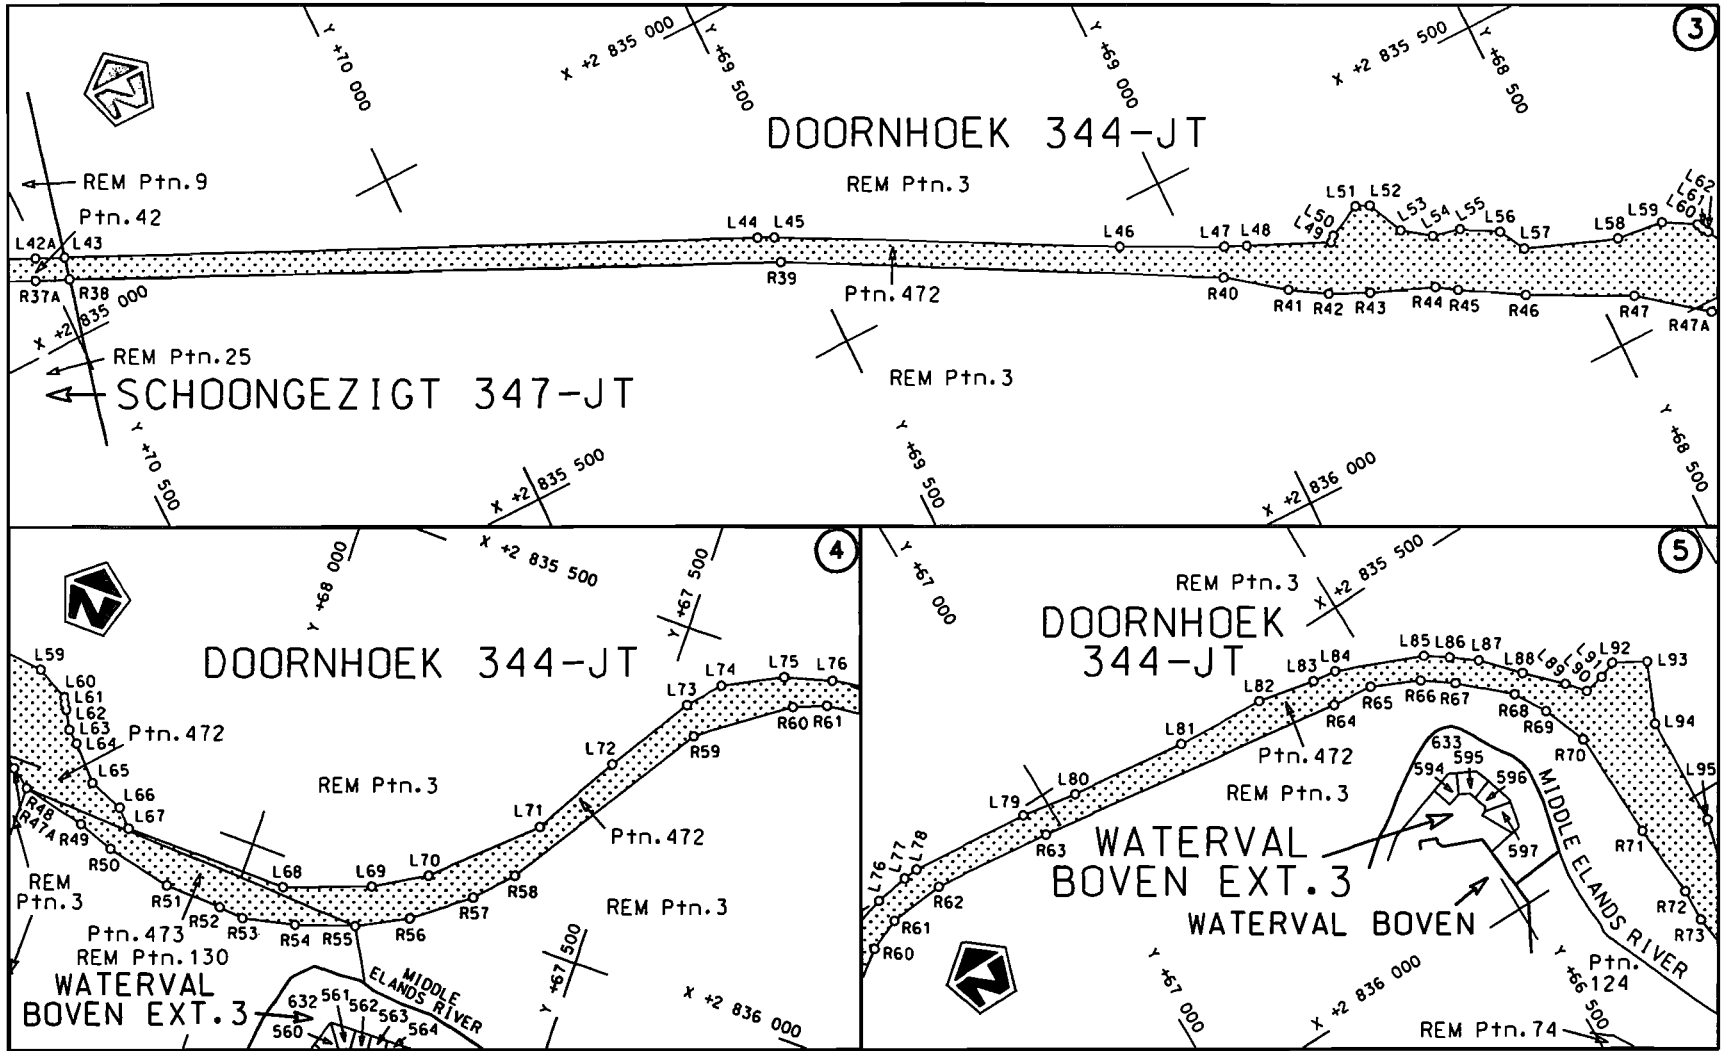 3
Y +70 000
X +2 835 000
Y +69 500
Y +69 000
X +2 835 500
Y +68 500
DOORNHOEK 344-JT
REM Ptn.9
REM Ptn.3
Ptn.42
L42A
L43
L44
L45
L46
L47
L48
L49
L50
L51
L52
L53
L54
L55
L56
L57
L58
L59
L60
L61
L62
R37A
R38
R39
R40
R41
R42
R43
R44
R45
R46
R47
R47A
Ptn.472
X +2 835 000
REM Ptn.25
REM Ptn.3
SCHOONGEZIGT 347-JT
Y +70 500
X +2 835 500
Y +69 500
X +2 836 000
Y +68 500
4
Y +68 000
X +2 835 500
Y +67 500
DOORNHOEK 344-JT
L59
L60
L61
L62
L63
L64
L65
L66
L67
L68
L69
L70
L71
L72
L73
L74
L75
L76
Ptn.472
REM Ptn.3
Ptn.472
R48
R47A
R49
R50
R51
R52
R53
R54
R55
R56
R57
R58
R59
R60
R61
REM
Ptn.3
REM Ptn.3
Ptn.473
REM Ptn.130
WATERVAL
BOVEN EXT.3
MIDDLE
ELANDS RIVER
632
561
562
563
564
560
Y +67 500
X +2 836 000
5
Y +67 000
X +2 835 500
REM Ptn.3
DOORNHOEK
344-JT
L76
L77
L78
L79
L80
L81
L82
L83
L84
L85
L86
L87
L88
L89
L90
L91
L92
L93
L94
L95
R60
R61
R62
R63
R64
R65
R66
R67
R68
R69
R70
R71
R72
R73
Ptn.472
REM Ptn.3
633
594
595
596
597
WATERVAL
BOVEN EXT.3
WATERVAL BOVEN
MIDDLE ELANDS RIVER
Ptn.
124
Y +67 000
X +2 836 000
Y +66 500
REM Ptn.74